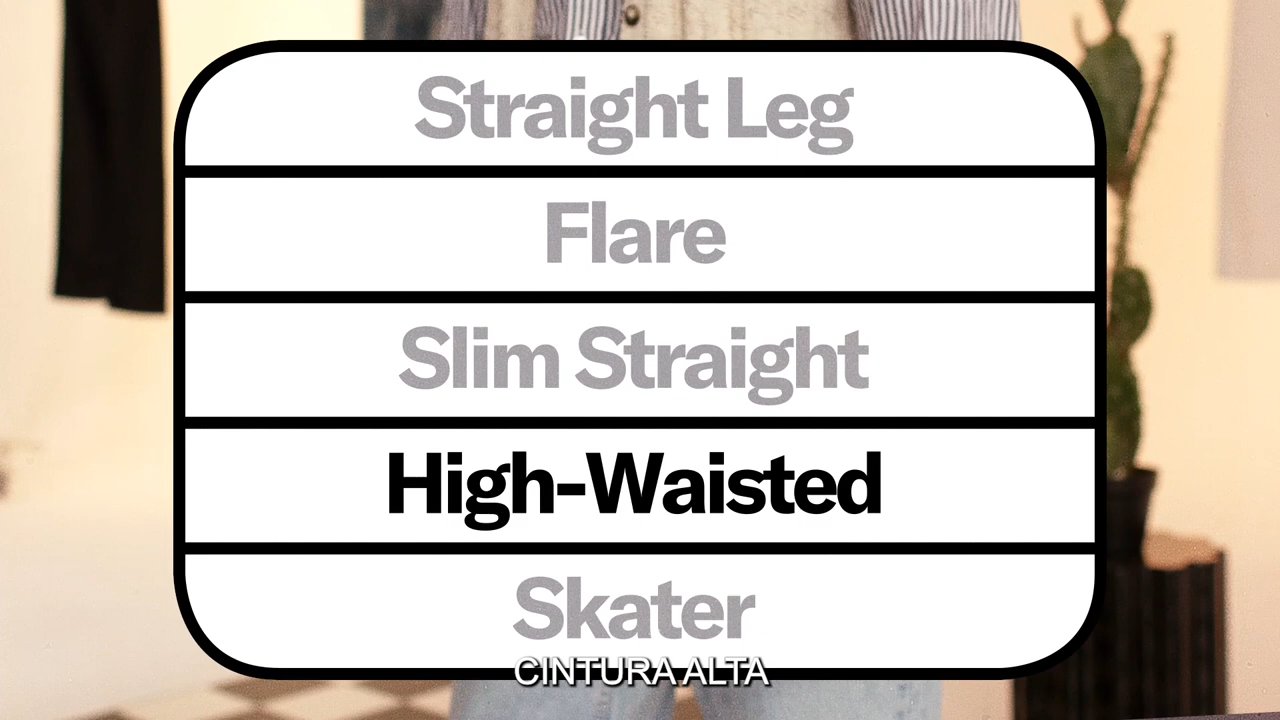 Straight Leg
Flare
Slim Straight
High-Waisted
Skater
CINTURA ALTA